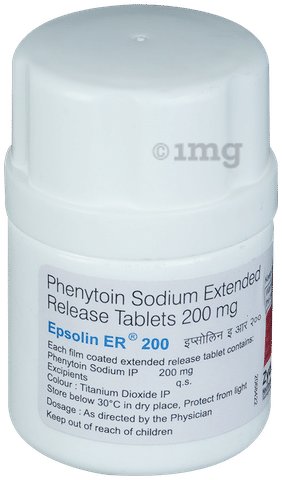 ©1mg
Phenytoin Sodium Extended
Release Tablets 200 mg
Epsolin ER® 200 इप्सोलिन इ आर २००
Each film coated extended release tablet contains:
Phenytoin Sodium IP 200 mg
Excipients q.s.
Colour : Titanium Dioxide IP
Store below 30°C in dry place, Protect from light
Dosage : As directed by the Physician
Keep out of reach of children